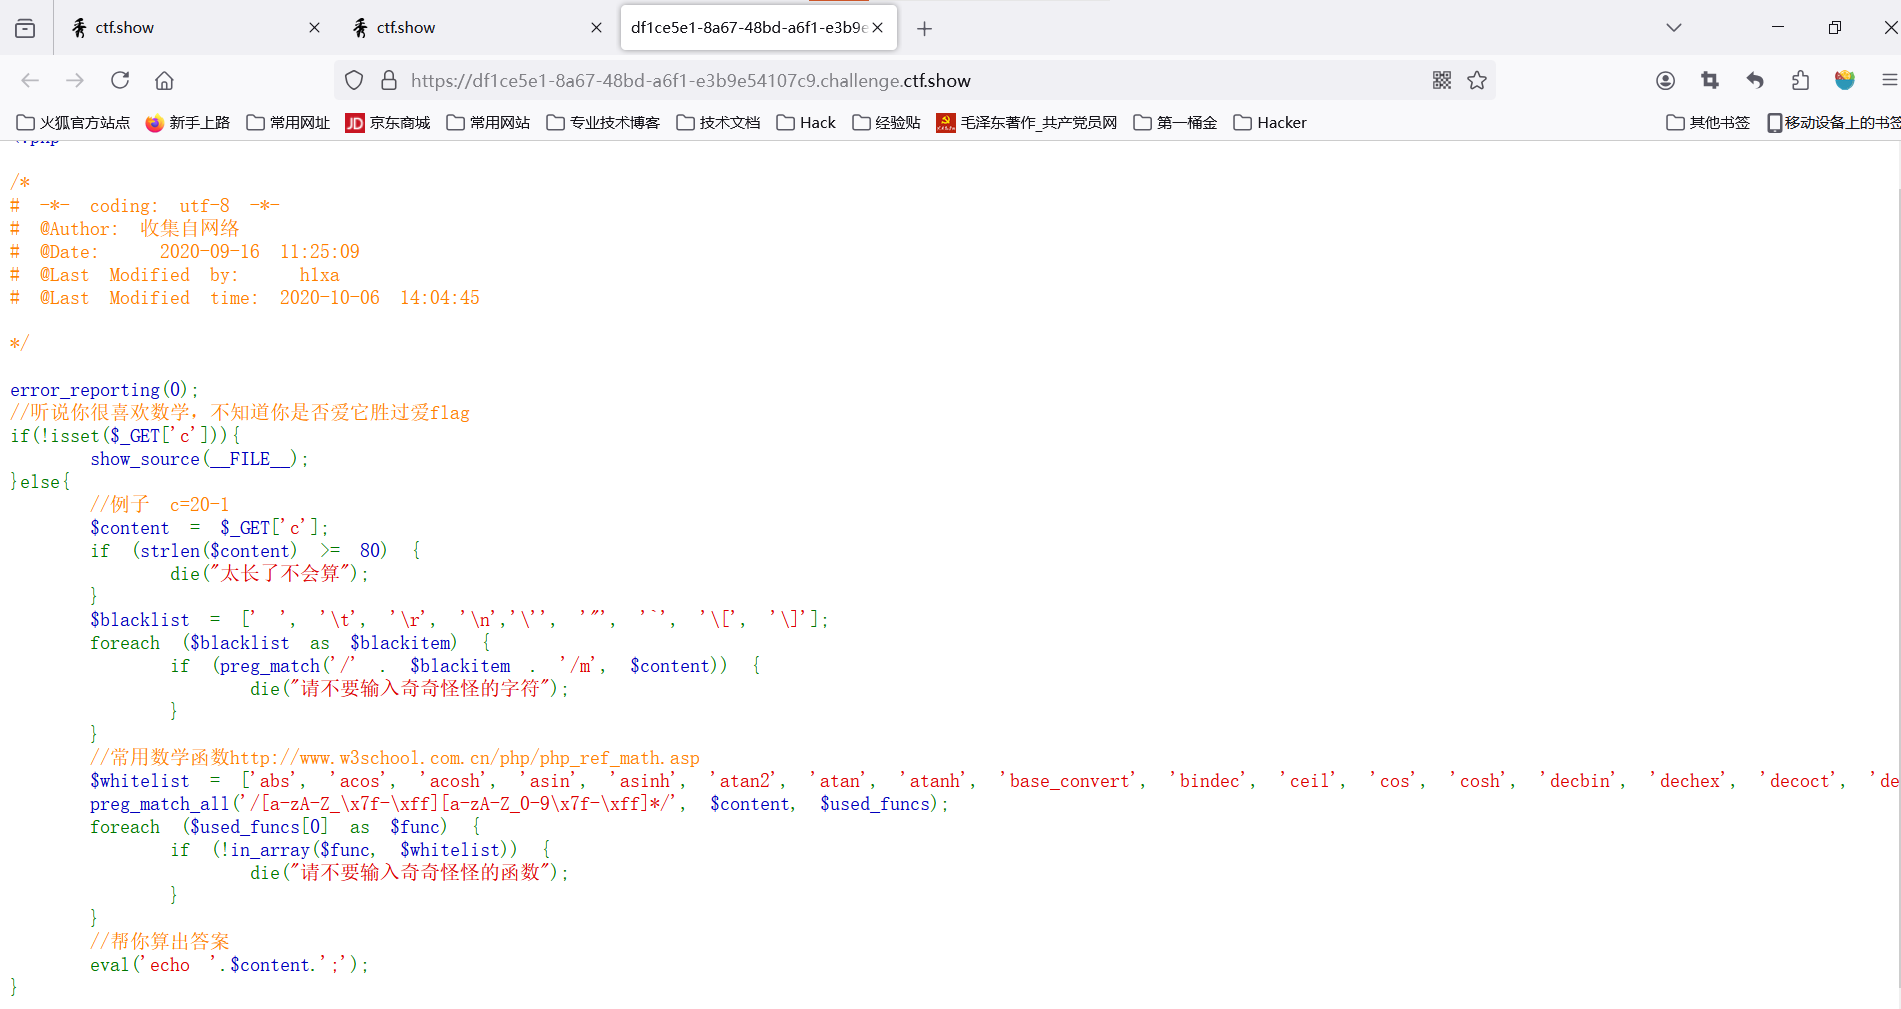 ctf.show
ctf.show
df1ce5e1-8a67-48bd-a6f1-e3b9e
https://df1ce5e1-8a67-48bd-a6f1-e3b9e54107c9.challenge.ctf.show
火狐官方站点 新手上路 常用网址 JD 京东商城 常用网站 专业技术博客 技术文档 Hack 经验贴 毛泽东著作_共产党员网 第一桶金 Hacker 其他书签 移动设备上的书签
<?php
/*
# -*- coding: utf-8 -*-
# @Author: 收集自网络
# @Date: 2020-09-16 11:25:09
# @Last Modified by: h1xa
# @Last Modified time: 2020-10-06 14:04:45
*/
error_reporting(0);
//听说你很喜欢数学，不知道你是否爱它胜过爱flag
if(!isset($_GET['c'])){
show_source(__FILE__);
}else{
//例子 c=20-1
$content = $_GET['c'];
if (strlen($content) >= 80) {
die("太长了不会算");
}
$blacklist = [' ', '\t', '\r', '\n','\'', '"', '`', '\[', '\]'];
foreach ($blacklist as $blackitem) {
if (preg_match('/' . $blackitem . '/m', $content)) {
die("请不要输入奇奇怪怪的字符");
}
}
//常用数学函数http://www.w3school.com.cn/php/php_ref_math.asp
$whitelist = ['abs', 'acos', 'acosh', 'asin', 'asinh', 'atan2', 'atan', 'atanh', 'base_convert', 'bindec', 'ceil', 'cos', 'cosh', 'decbin', 'dechex', 'decoct', 'de
preg_match_all('/[a-zA-Z_\x7f-\xff][a-zA-Z_0-9\x7f-\xff]*/', $content, $used_funcs);
foreach ($used_funcs[0] as $func) {
if (!in_array($func, $whitelist)) {
die("请不要输入奇奇怪怪的函数");
}
}
//帮你算出答案
eval('echo '.$content.';');
}